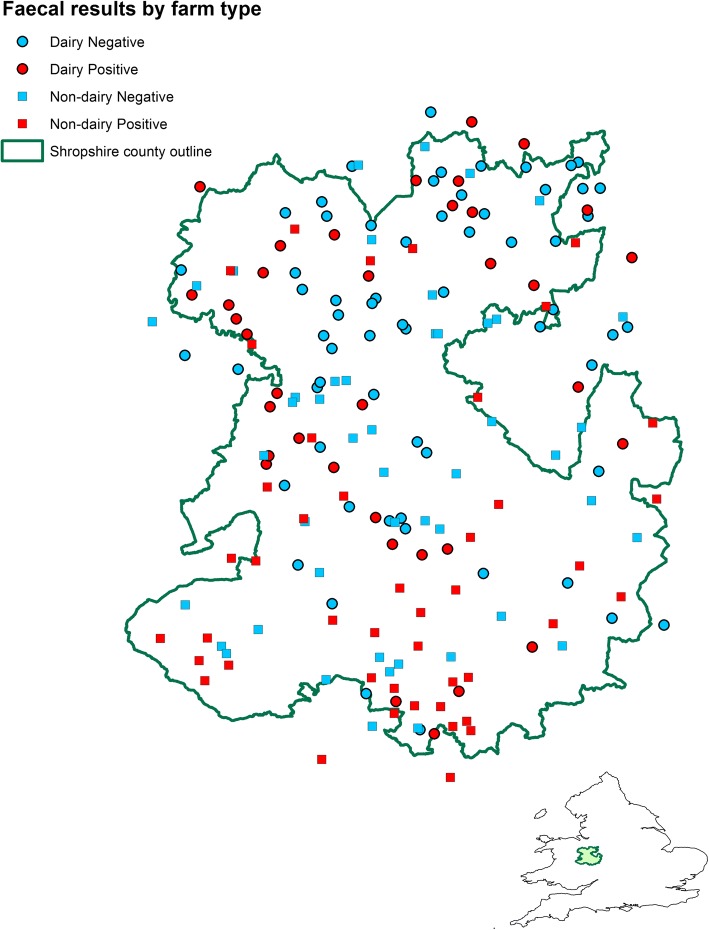 Faecal results by farm type
Dairy Negative
Dairy Positive
Non-dairy Negative
Non-dairy Positive
Shropshire county outline